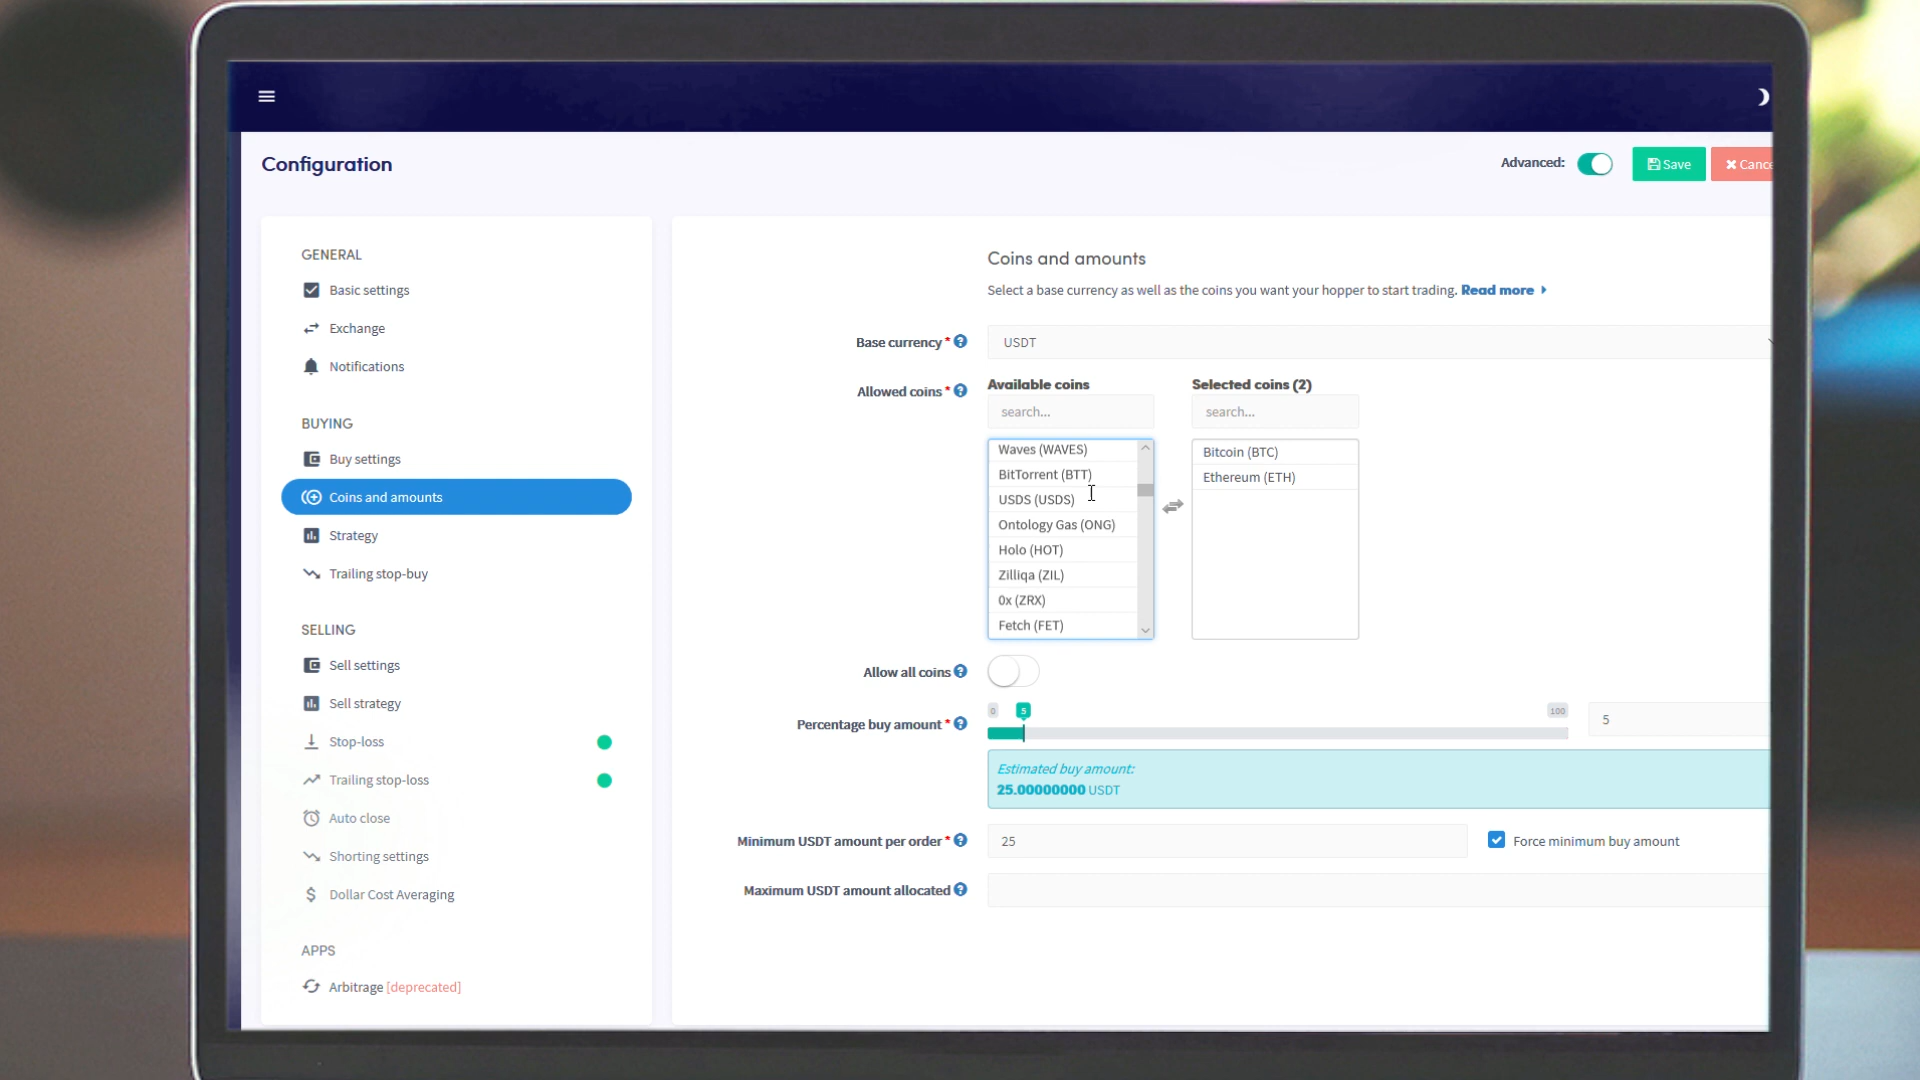 Configuration
Advanced:
Save
Cance
GENERAL
Basic settings
Exchange
Notifications
BUYING
Buy settings
Coins and amounts
Strategy
Trailing stop-buy
SELLING
Sell settings
Sell strategy
Stop-loss
Trailing stop-loss
Auto close
Shorting settings
Dollar Cost Averaging
APPS
Arbitrage [deprecated]
Coins and amounts
Select a base currency as well as the coins you want your hopper to start trading. Read more
Base currency *
USDT
Allowed coins *
Available coins
search...
Waves (WAVES)
BitTorrent (BTT)
USDS (USDS)
Ontology Gas (ONG)
Holo (HOT)
Zilliqa (ZIL)
0x (ZRX)
Fetch (FET)
Selected coins (2)
search...
Bitcoin (BTC)
Ethereum (ETH)
Allow all coins
Percentage buy amount *
0
5
100
5
Estimated buy amount:
25.00000000 USDT
Minimum USDT amount per order *
25
Force minimum buy amount
Maximum USDT amount allocated